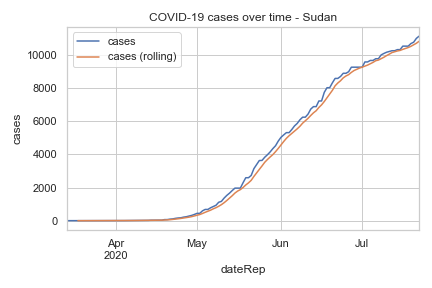 COVID-19 cases over time - Sudan
cases
cases (rolling)
10000
8000
6000
4000
2000
0
cases
Apr
2020
May
Jun
Jul
dateRep